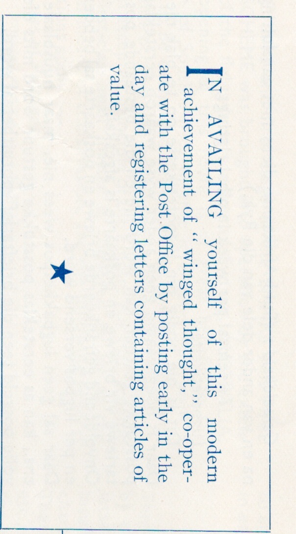 IN AVAILING yourself of this modern
achievement of “ winged thought,” co-oper-
ate with the Post Office by posting early in the
day and registering letters containing articles of
value.